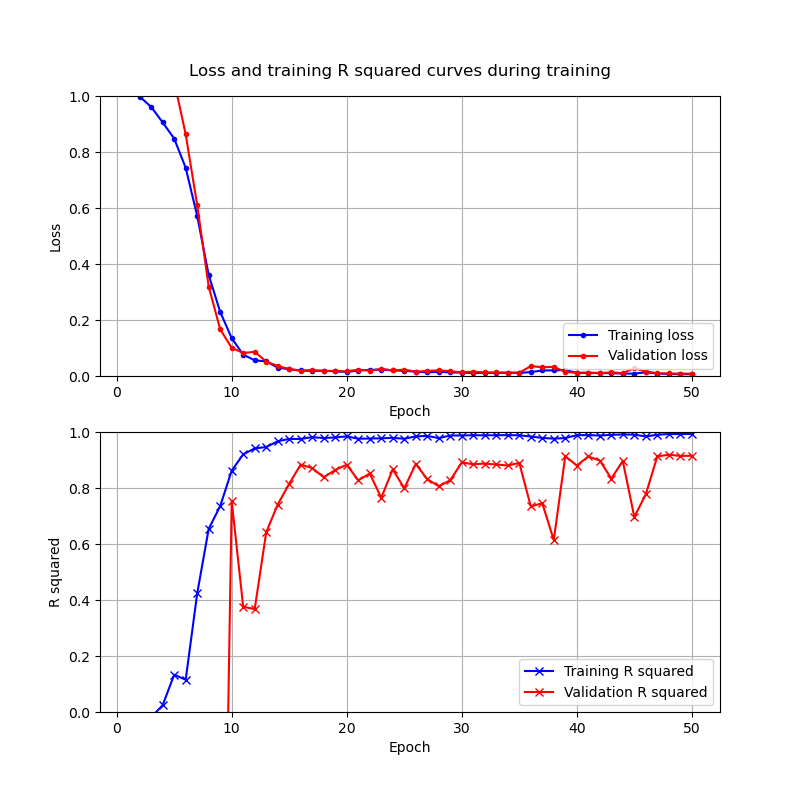 Loss and training R squared curves during training
1.0
0.8
0.6
0.4
0.2
0.0
Loss
0 10 20 30 40 50
Epoch
Training loss
Validation loss
1.0
0.8
0.6
0.4
0.2
0.0
R squared
0 10 20 30 40 50
Epoch
Training R squared
Validation R squared